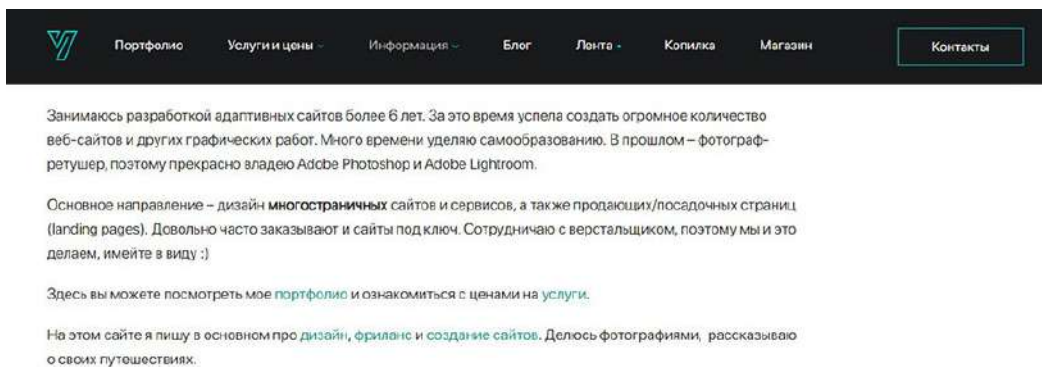 Портфолио Услуги и цены Информация Блог Лента Копилка Магазин Контакты
Занимаюсь разработкой адаптивных сайтов более 6 лет. За это время успела создать огромное количество
веб-сайтов и других графических работ. Много времени уделяю самообразованию. В прошлом – фотограф-
ретушер, поэтому прекрасно владею Adobe Photoshop и Adobe Lightroom.
Основное направление – дизайн многостраничных сайтов и сервисов, а также продающих/посадочных страниц
(landing pages). Довольно часто заказывают и сайты под ключ. Сотрудничаю с верстальщиком, поэтому мы и это
делаем, имейте в виду :)
Здесь вы можете посмотреть мое портфолио и ознакомиться с ценами на услуги.
На этом сайте я пишу в основном про дизайн, фриланс и создание сайтов. Делюсь фотографиями, рассказываю
о своих путешествиях.